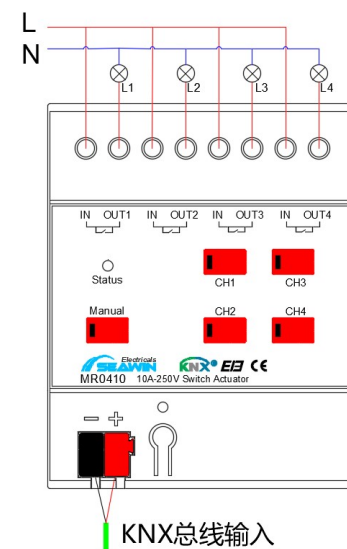 L
N
L1 L2 L3 L4
IN OUT1 IN OUT2 IN OUT3 IN OUT4
Status
CH1 CH3
Manual
CH2 CH4
Electricals
SEAWIN KNX® EIB CE
MR0410 10A-250V Switch Actuator
− +
KNX总线输入